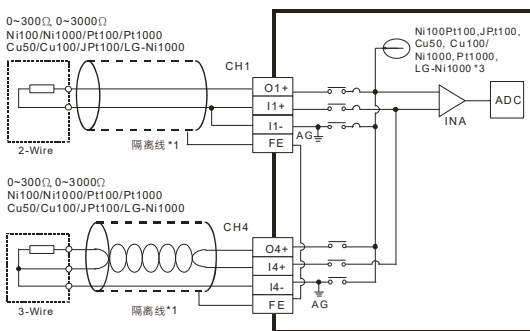 0~300Ω, 0~3000Ω
Ni100/Ni1000/Pt100/Pt1000
Cu50/Cu100/JPt100/LG-Ni1000
CH1
O1+
I1+
I1-
FE
AG
2-Wire
隔离线 *1
Ni100Pt100, JPt100,
Cu50, Cu100/
Ni1000, Pt1000,
LG-Ni1000 *3
INA
ADC
0~300Ω, 0~3000Ω
Ni100/Ni1000/Pt100/Pt1000
Cu50/Cu100/JPt100/LG-Ni1000
CH4
O4+
I4+
I4-
FE
AG
3-Wire
隔离线 *1